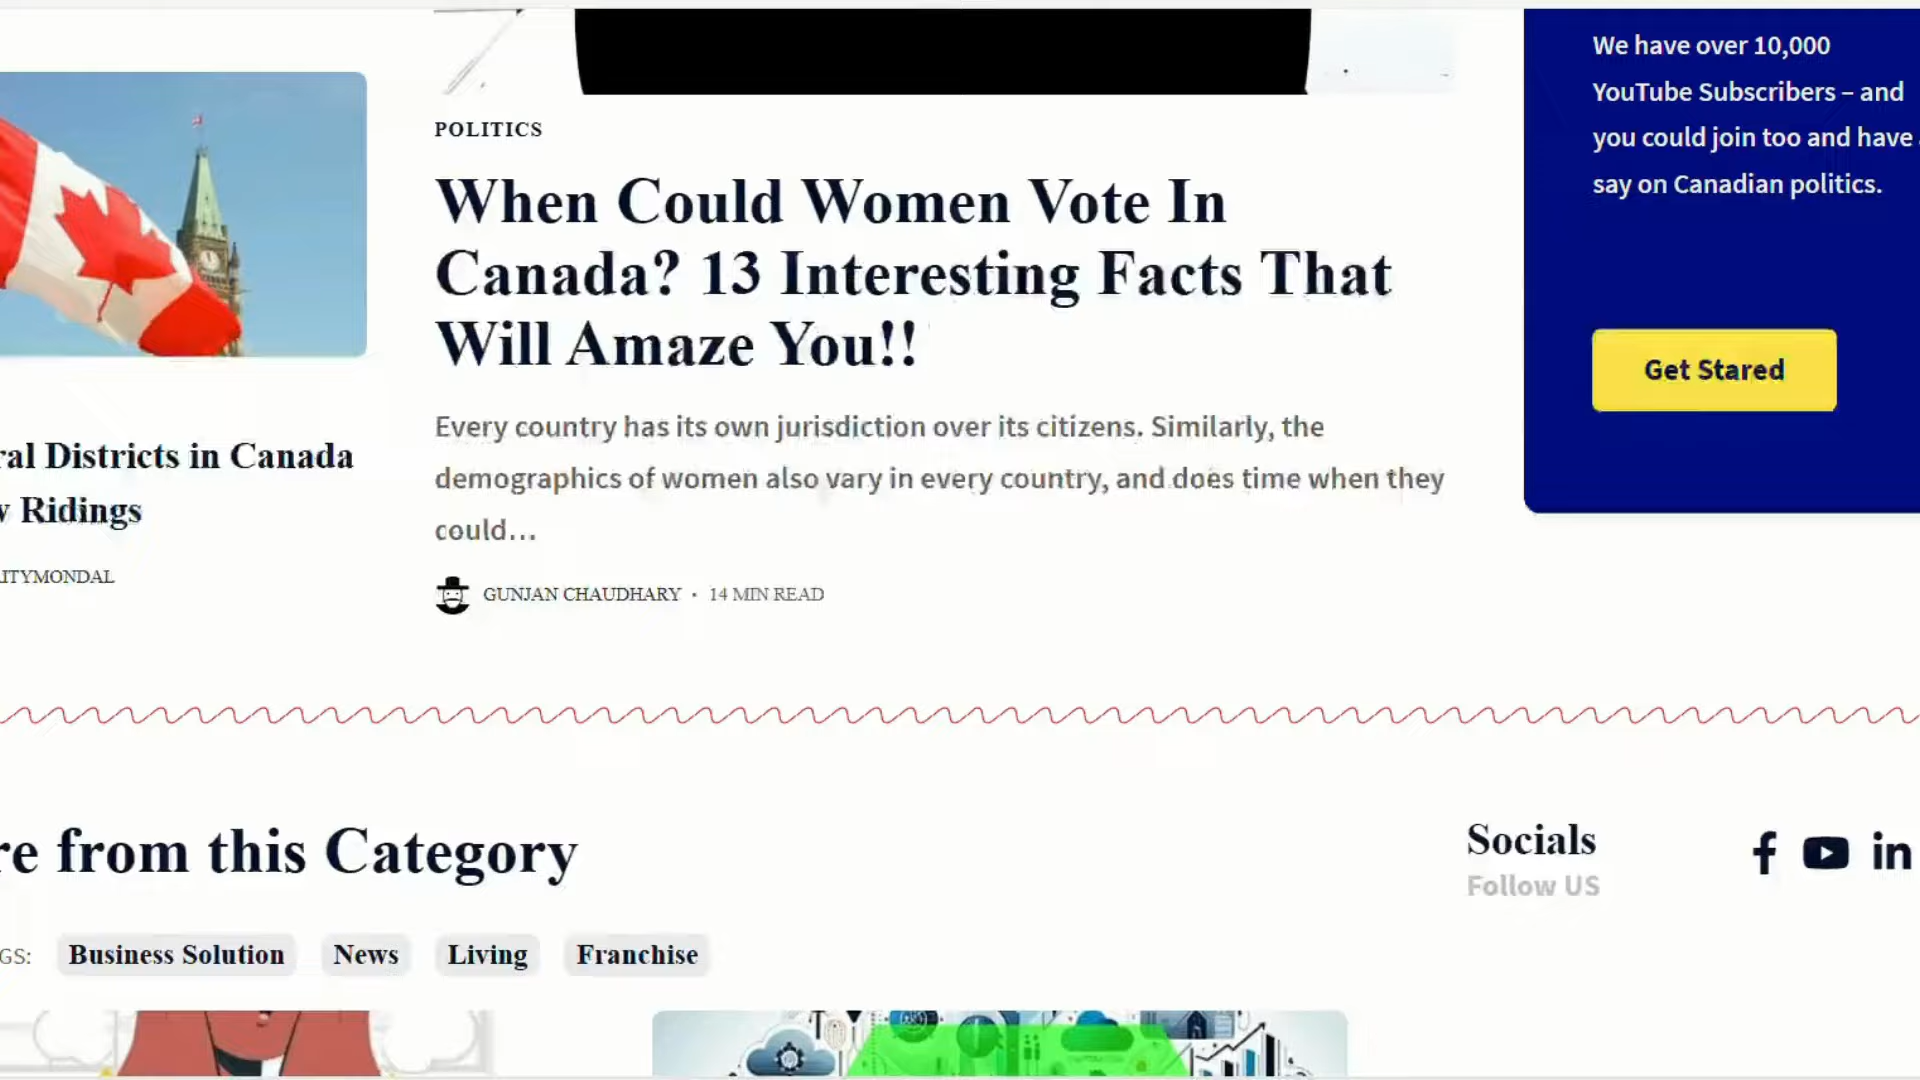 ral Districts in Canada
Ridings
ITYMONDAL
POLITICS
When Could Women Vote In
Canada? 13 Interesting Facts That
Will Amaze You!!
Every country has its own jurisdiction over its citizens. Similarly, the
demographics of women also vary in every country, and does time when they
could...
GUNJAN CHAUDHARY • 14 MIN READ
We have over 10,000
YouTube Subscribers – and
you could join too and have
say on Canadian politics.
Get Stared
re from this Category
GS: Business Solution News Living Franchise
Socials
Follow US